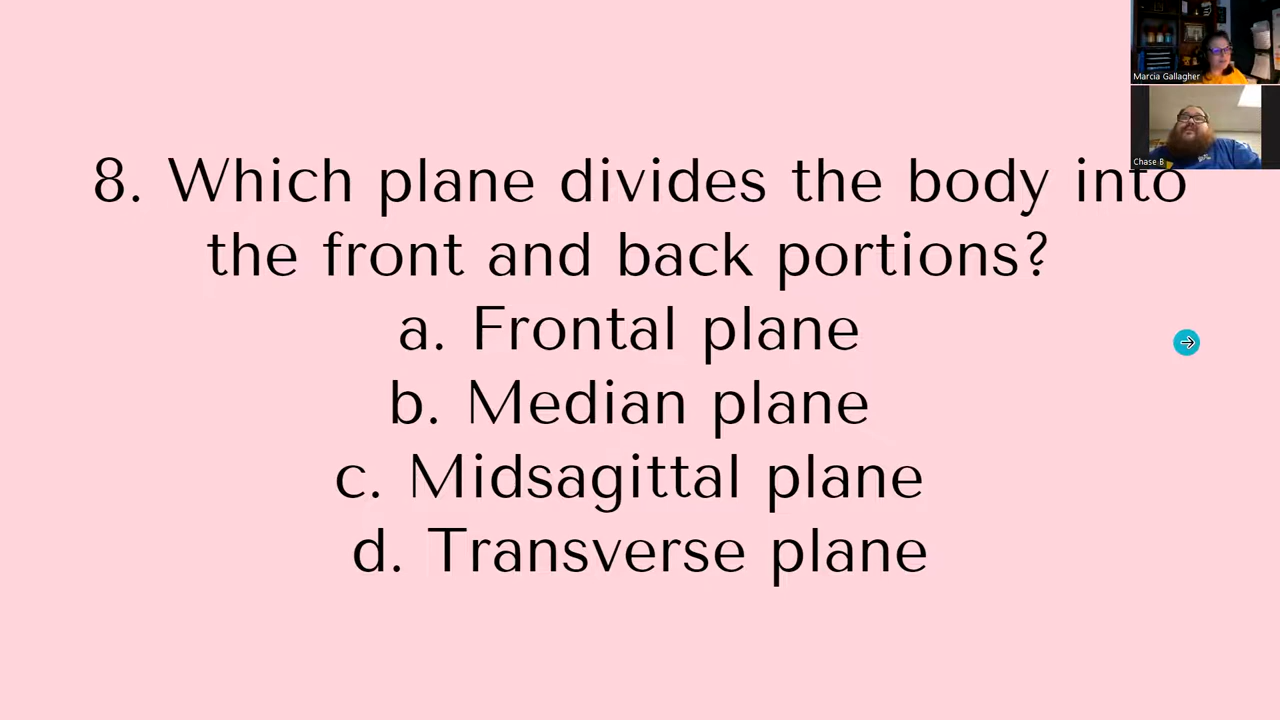 Marcia Gallagher
Chase B
8. Which plane divides the body into
the front and back portions?
a. Frontal plane
b. Median plane
c. Midsagittal plane
d. Transverse plane